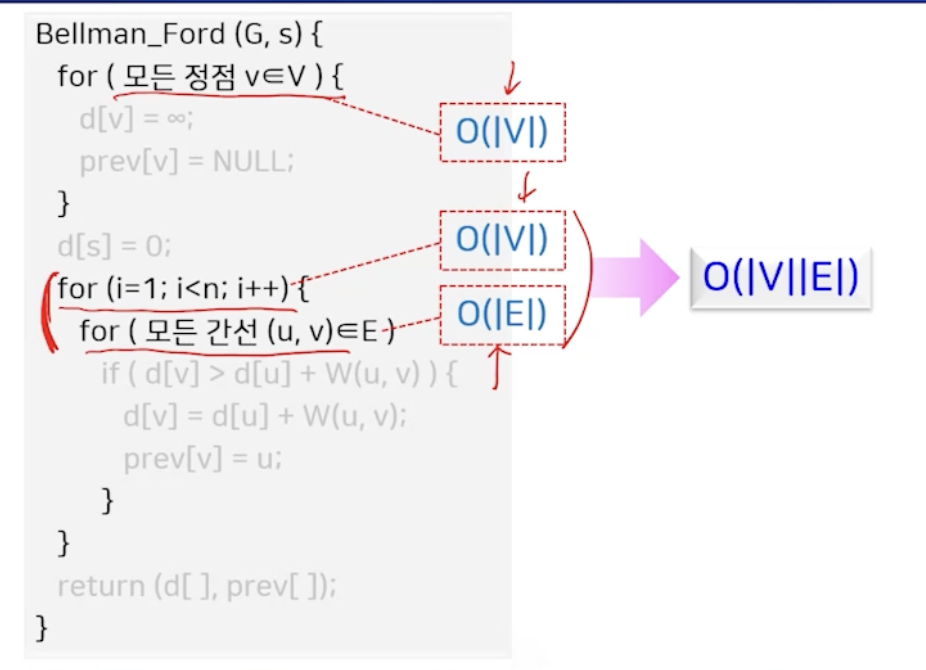 Bellman_Ford (G, s) {
for ( 모든 정점 v∈V ) {
O(|V|)
d[v] = ∞;
prev[v] = NULL;
}
d[s] = 0;
O(|V|)
for (i=1; i<n; i++) {
O(|E|)
O(|V||E|)
for ( 모든 간선 (u, v)∈E )
if ( d[v] > d[u] + W(u, v) ) {
d[v] = d[u] + W(u, v);
prev[v] = u;
}
}
return (d[ ], prev[ ]);
}